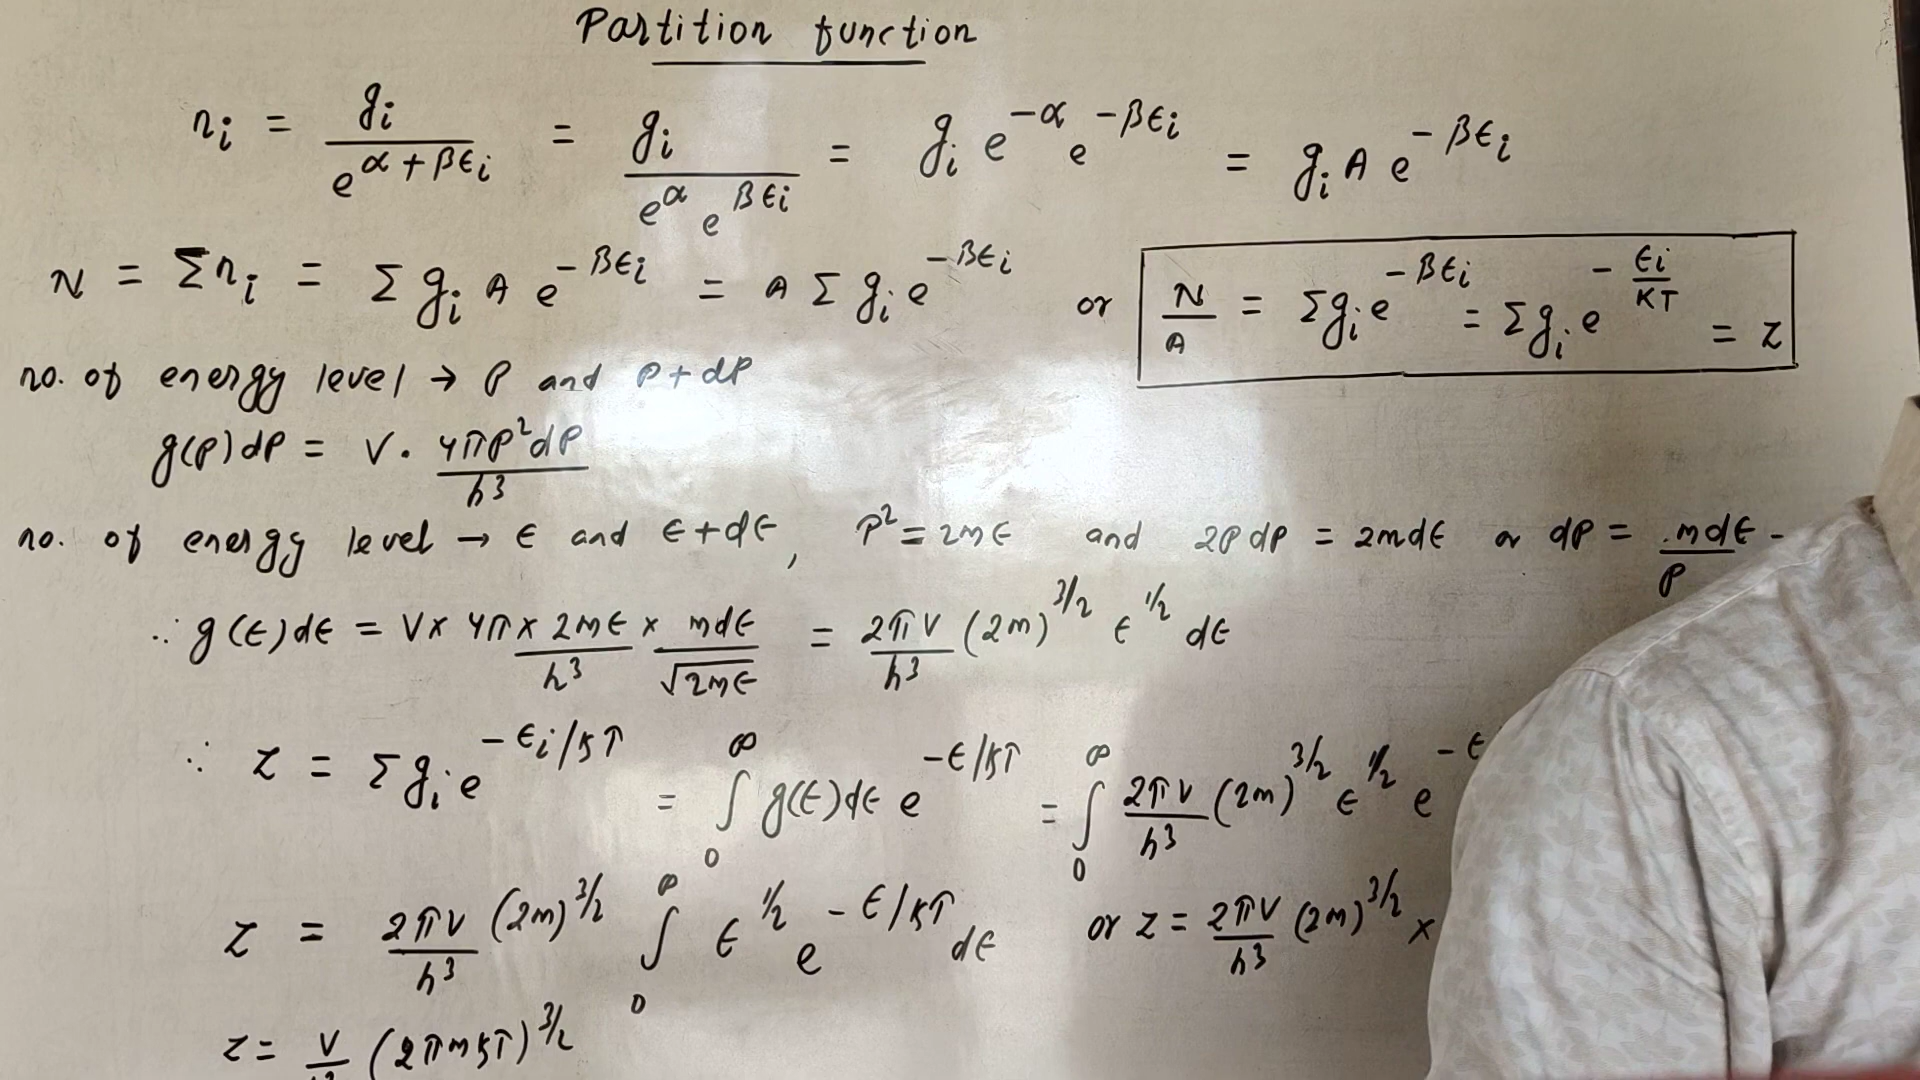 Partition function
nᵢ = gᵢ / e^(α + βϵᵢ) = gᵢ / (e^α e^(βϵᵢ)) = gᵢ e^(-α) e^(-βϵᵢ) = gᵢ A e^(-βϵᵢ)
N = Σnᵢ = Σ gᵢ A e^(-βϵᵢ) = A Σ gᵢ e^(-βϵᵢ) or N/A = Σgᵢ e^(-βϵᵢ) = Σgᵢ e^(-ϵᵢ/KT) = Z
no. of energy level → P and P+dP
g(P)dP = V · 4πP²dP / h³
no. of energy level → ϵ and ϵ+dϵ, P² = 2mϵ and 2PdP = 2mdϵ or dP = mdϵ / P
∴ g(ϵ)dϵ = V × 4π × 2mϵ / h³ × mdϵ / √2mϵ = 2πV / h³ (2m)^(3/2) ϵ^(1/2) dϵ
∴ Z = Σgᵢ e^(-ϵᵢ/KT) = ∫₀^∞ g(ϵ)dϵ e^(-ϵ/KT) = ∫₀^∞ 2πV / h³ (2m)^(3/2) ϵ^(1/2) e^(-ϵ
Z = 2πV / h³ (2m)^(3/2) ∫₀^∞ ϵ^(1/2) e^(-ϵ/KT) dϵ or Z = 2πV / h³ (2m)^(3/2) ×
Z = V / h³ (2πmKT)^(3/2)